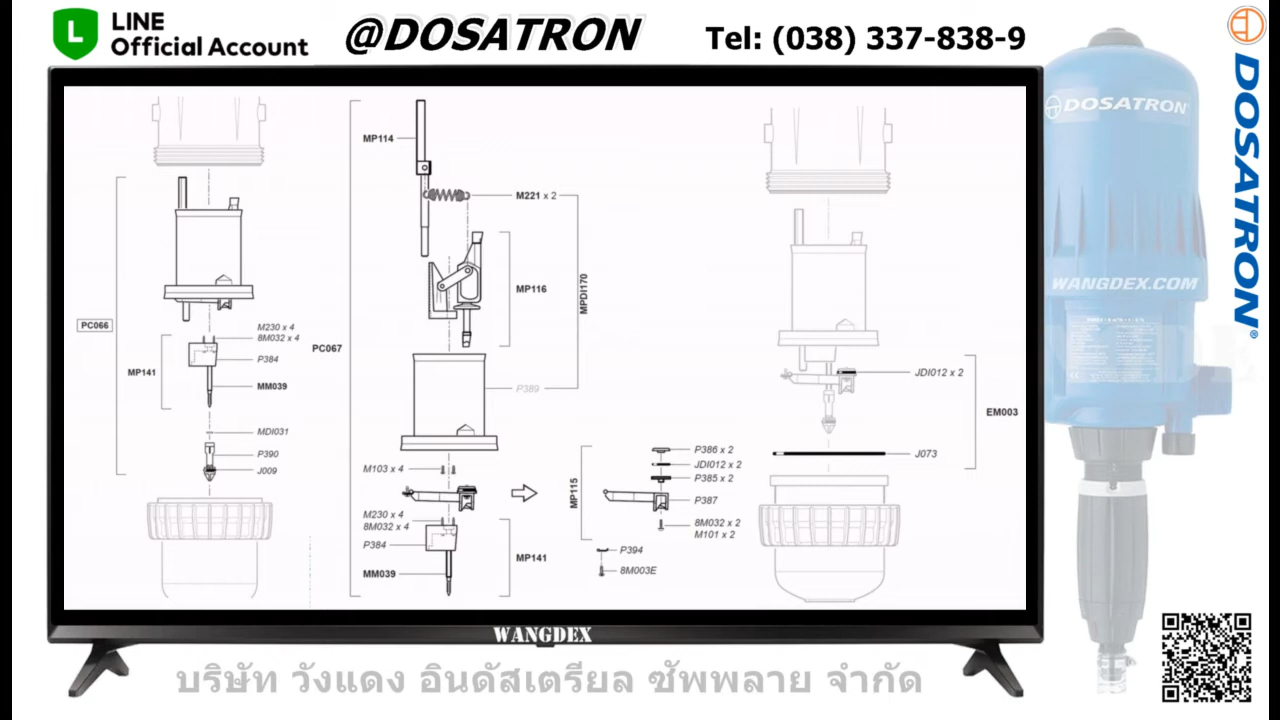 LINE
Official Account
@DOSATRON
Tel: (038) 337-838-9
DOSATRON®
DOSATRON
WANGDEX.COM
PC066
M230 x 4
8M032 x 4
P384
MP141
MM039
MDI031
P390
J009
PC067
MP114
M221 x 2
MP116
MPDI170
P389
M103 x 4
M230 x 4
8M032 x 4
P384
MP141
MM039
MP115
P386 x 2
JDI012 x 2
P385 x 2
P387
8M032 x 2
M101 x 2
P394
8M003E
JDI012 x 2
EM003
J073
WANGDEX
บริษัท วังแดง อินดัสเตรียล ซัพพลาย จำกัด